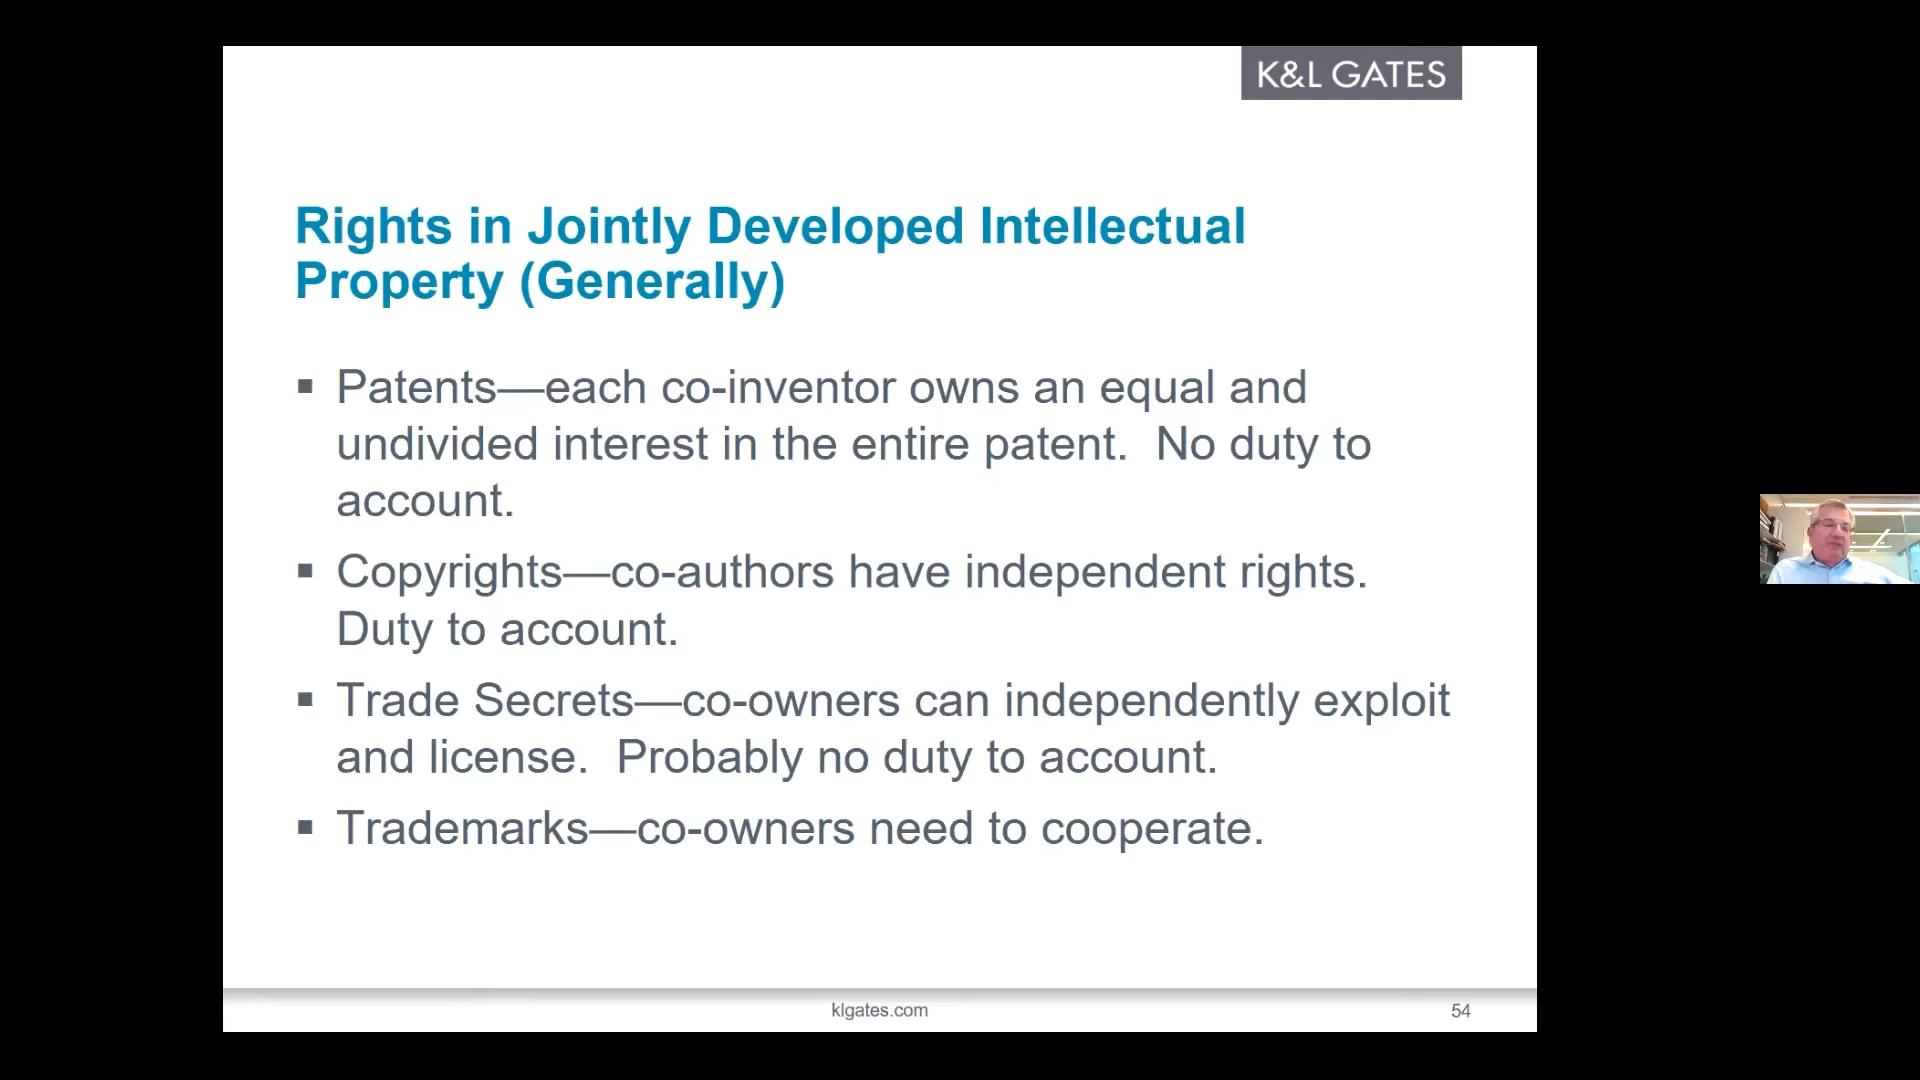 K&L GATES
Rights in Jointly Developed Intellectual
Property (Generally)
▪ Patents—each co-inventor owns an equal and
undivided interest in the entire patent.  No duty to
account.
▪ Copyrights—co-authors have independent rights.
Duty to account.
▪ Trade Secrets—co-owners can independently exploit
and license.  Probably no duty to account.
▪ Trademarks—co-owners need to cooperate.
klgates.com
54